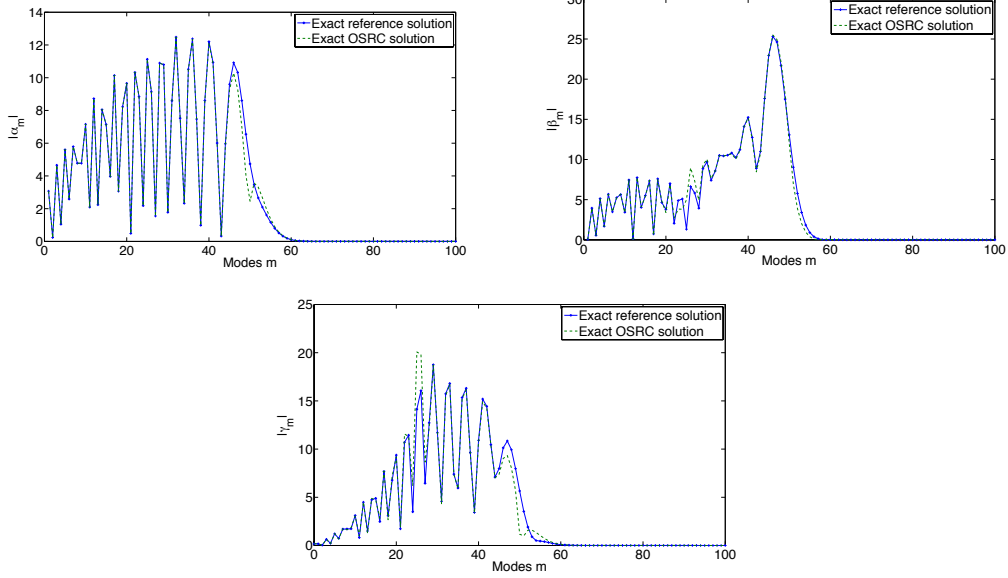 Exact reference solution
Exact OSRC solution
14
12
10
8
6
4
2
0
|α_m|
0 20 40 60 80 100
Modes m
Exact reference solution
Exact OSRC solution
30
25
20
15
10
5
0
|β_m|
0 20 40 60 80 100
Modes m
Exact reference solution
Exact OSRC solution
25
20
15
10
5
0
|γ_m|
0 20 40 60 80 100
Modes m